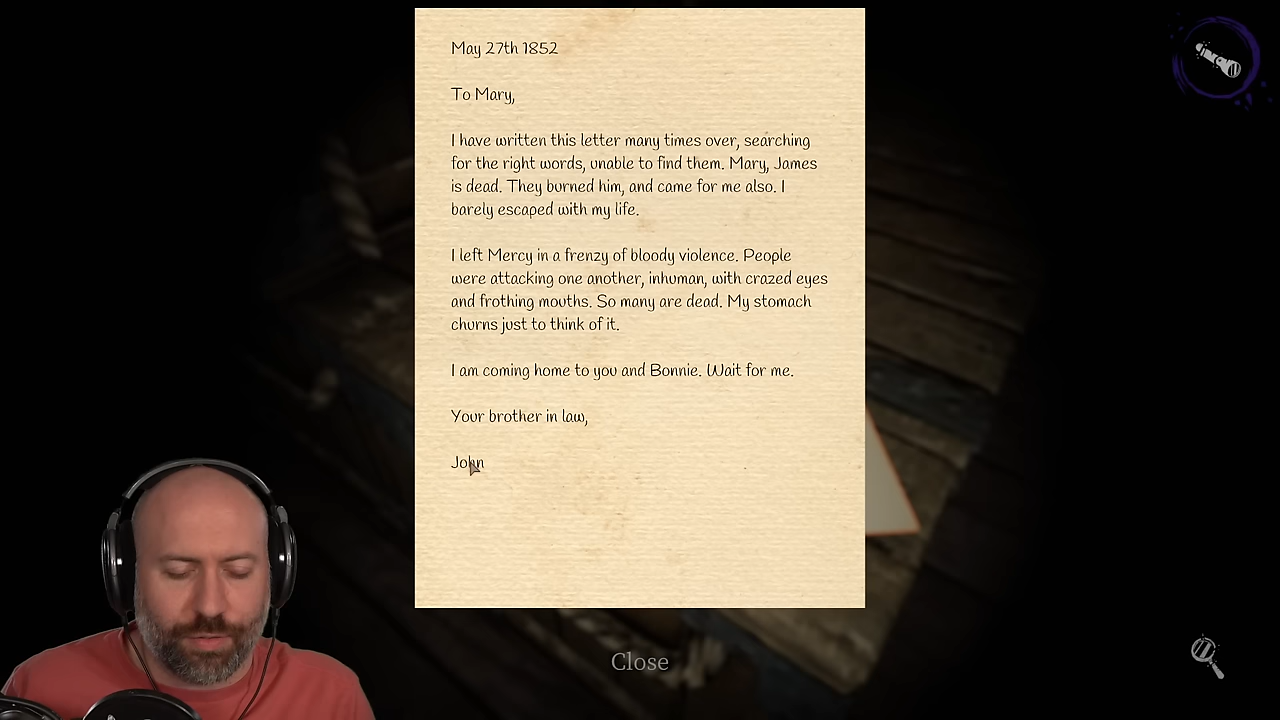 May 27th 1852
To Mary,
I have written this letter many times over, searching
for the right words, unable to find them. Mary, James
is dead. They burned him, and came for me also. I
barely escaped with my life.
I left Mercy in a frenzy of bloody violence. People
were attacking one another, inhuman, with crazed eyes
and frothing mouths. So many are dead. My stomach
churns just to think of it.
I am coming home to you and Bonnie. Wait for me.
Your brother in law,
John
Close